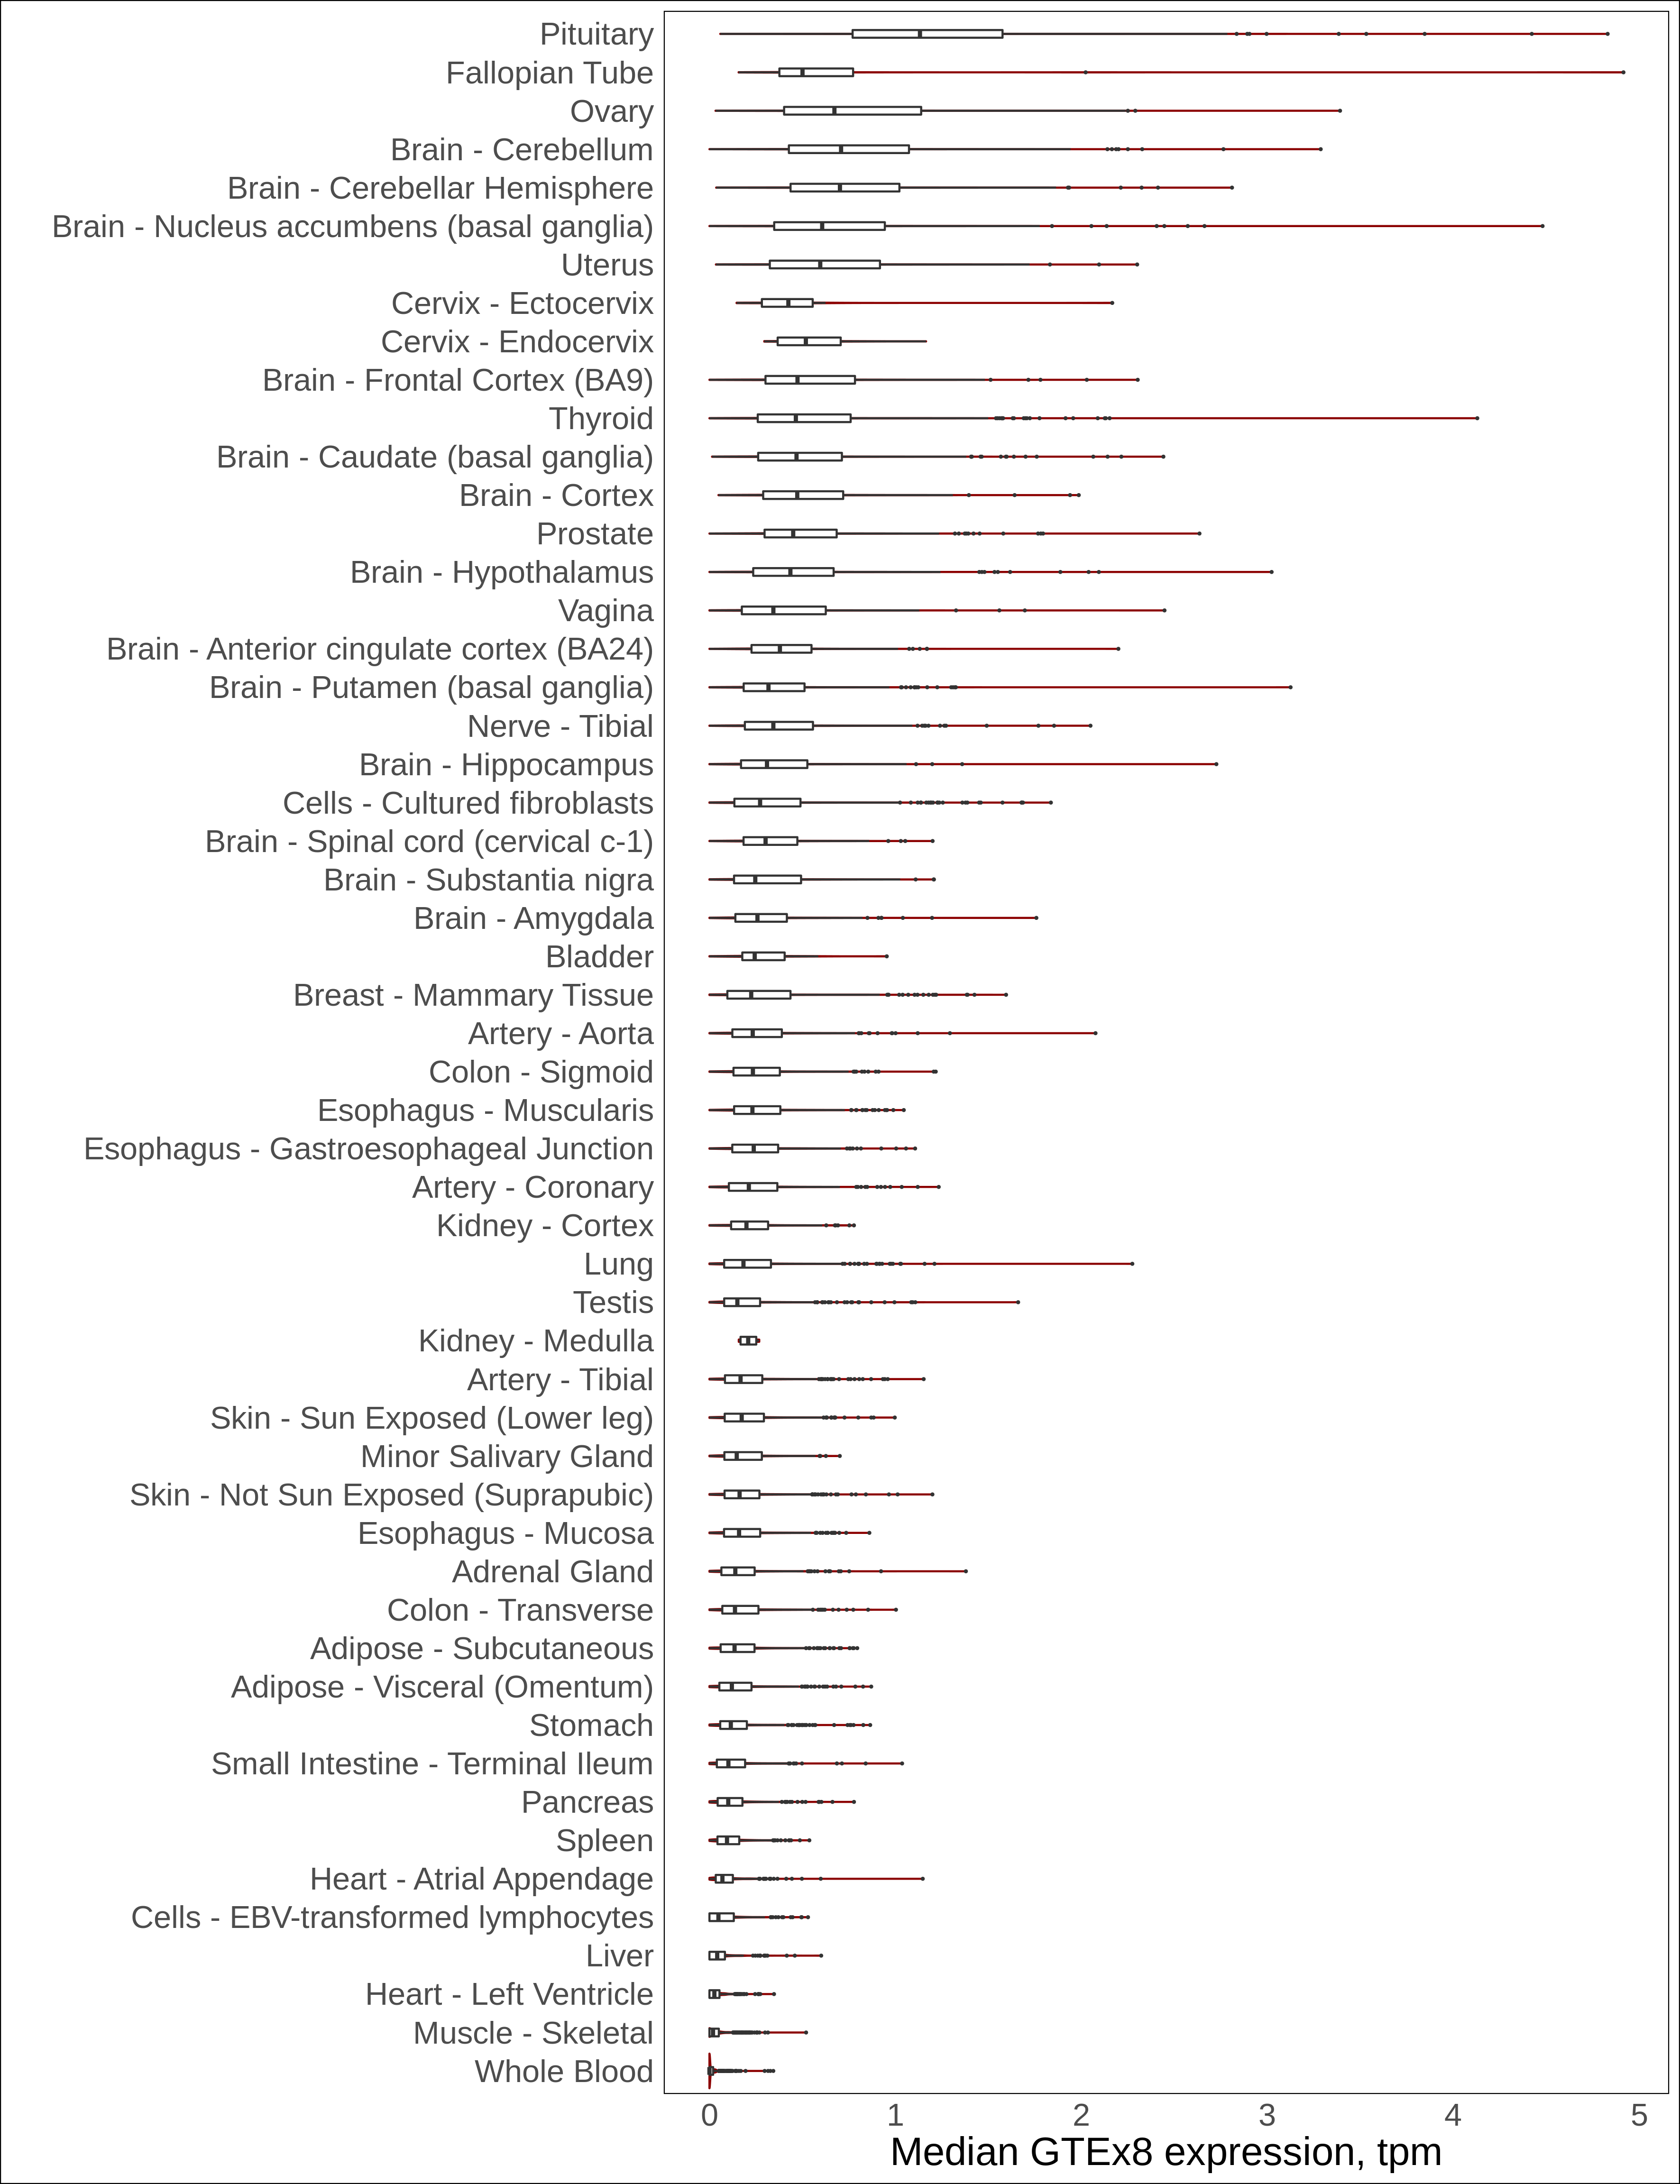 Pituitary
Fallopian Tube
Ovary
Brain - Cerebellum
Brain - Cerebellar Hemisphere
Brain - Nucleus accumbens (basal ganglia)
Uterus
Cervix - Ectocervix
Cervix - Endocervix
Brain - Frontal Cortex (BA9)
Thyroid
Brain - Caudate (basal ganglia)
Brain - Cortex
Prostate
Brain - Hypothalamus
Vagina
Brain - Anterior cingulate cortex (BA24)
Brain - Putamen (basal ganglia)
Nerve - Tibial
Brain - Hippocampus
Cells - Cultured fibroblasts
Brain - Spinal cord (cervical c-1)
Brain - Substantia nigra
Brain - Amygdala
Bladder
Breast - Mammary Tissue
Artery - Aorta
Colon - Sigmoid
Esophagus - Muscularis
Esophagus - Gastroesophageal Junction
Artery - Coronary
Kidney - Cortex
Lung
Testis
Kidney - Medulla
Artery - Tibial
Skin - Sun Exposed (Lower leg)
Minor Salivary Gland
Skin - Not Sun Exposed (Suprapubic)
Esophagus - Mucosa
Adrenal Gland
Colon - Transverse
Adipose - Subcutaneous
Adipose - Visceral (Omentum)
Stomach
Small Intestine - Terminal Ileum
Pancreas
Spleen
Heart - Atrial Appendage
Cells - EBV-transformed lymphocytes
Liver
Heart - Left Ventricle
Muscle - Skeletal
Whole Blood
0 1 2 3 4 5
Median GTEx8 expression, tpm